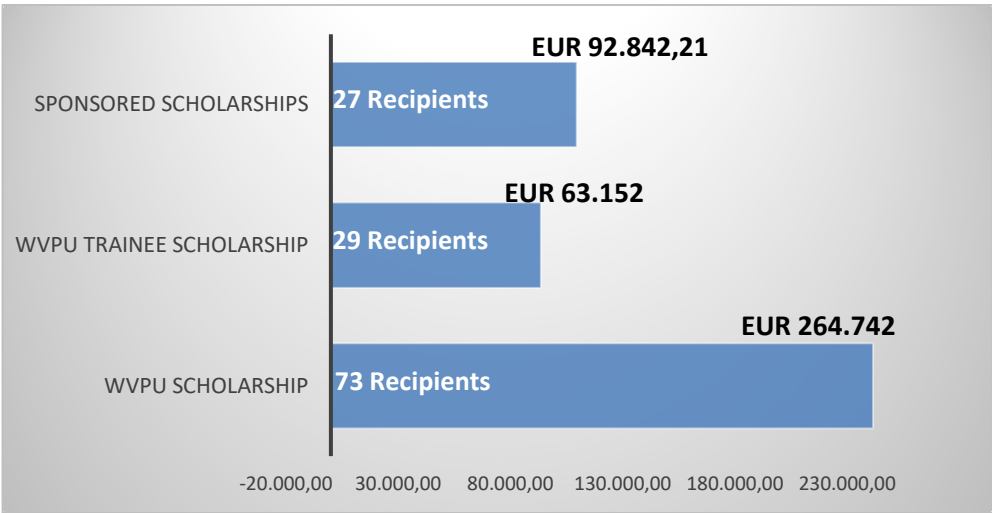 EUR 92.842,21
SPONSORED SCHOLARSHIPS
27 Recipients
EUR 63.152
WVPU TRAINEE SCHOLARSHIP
29 Recipients
EUR 264.742
WVPU SCHOLARSHIP
73 Recipients
-20.000,00 30.000,00 80.000,00 130.000,00 180.000,00 230.000,00